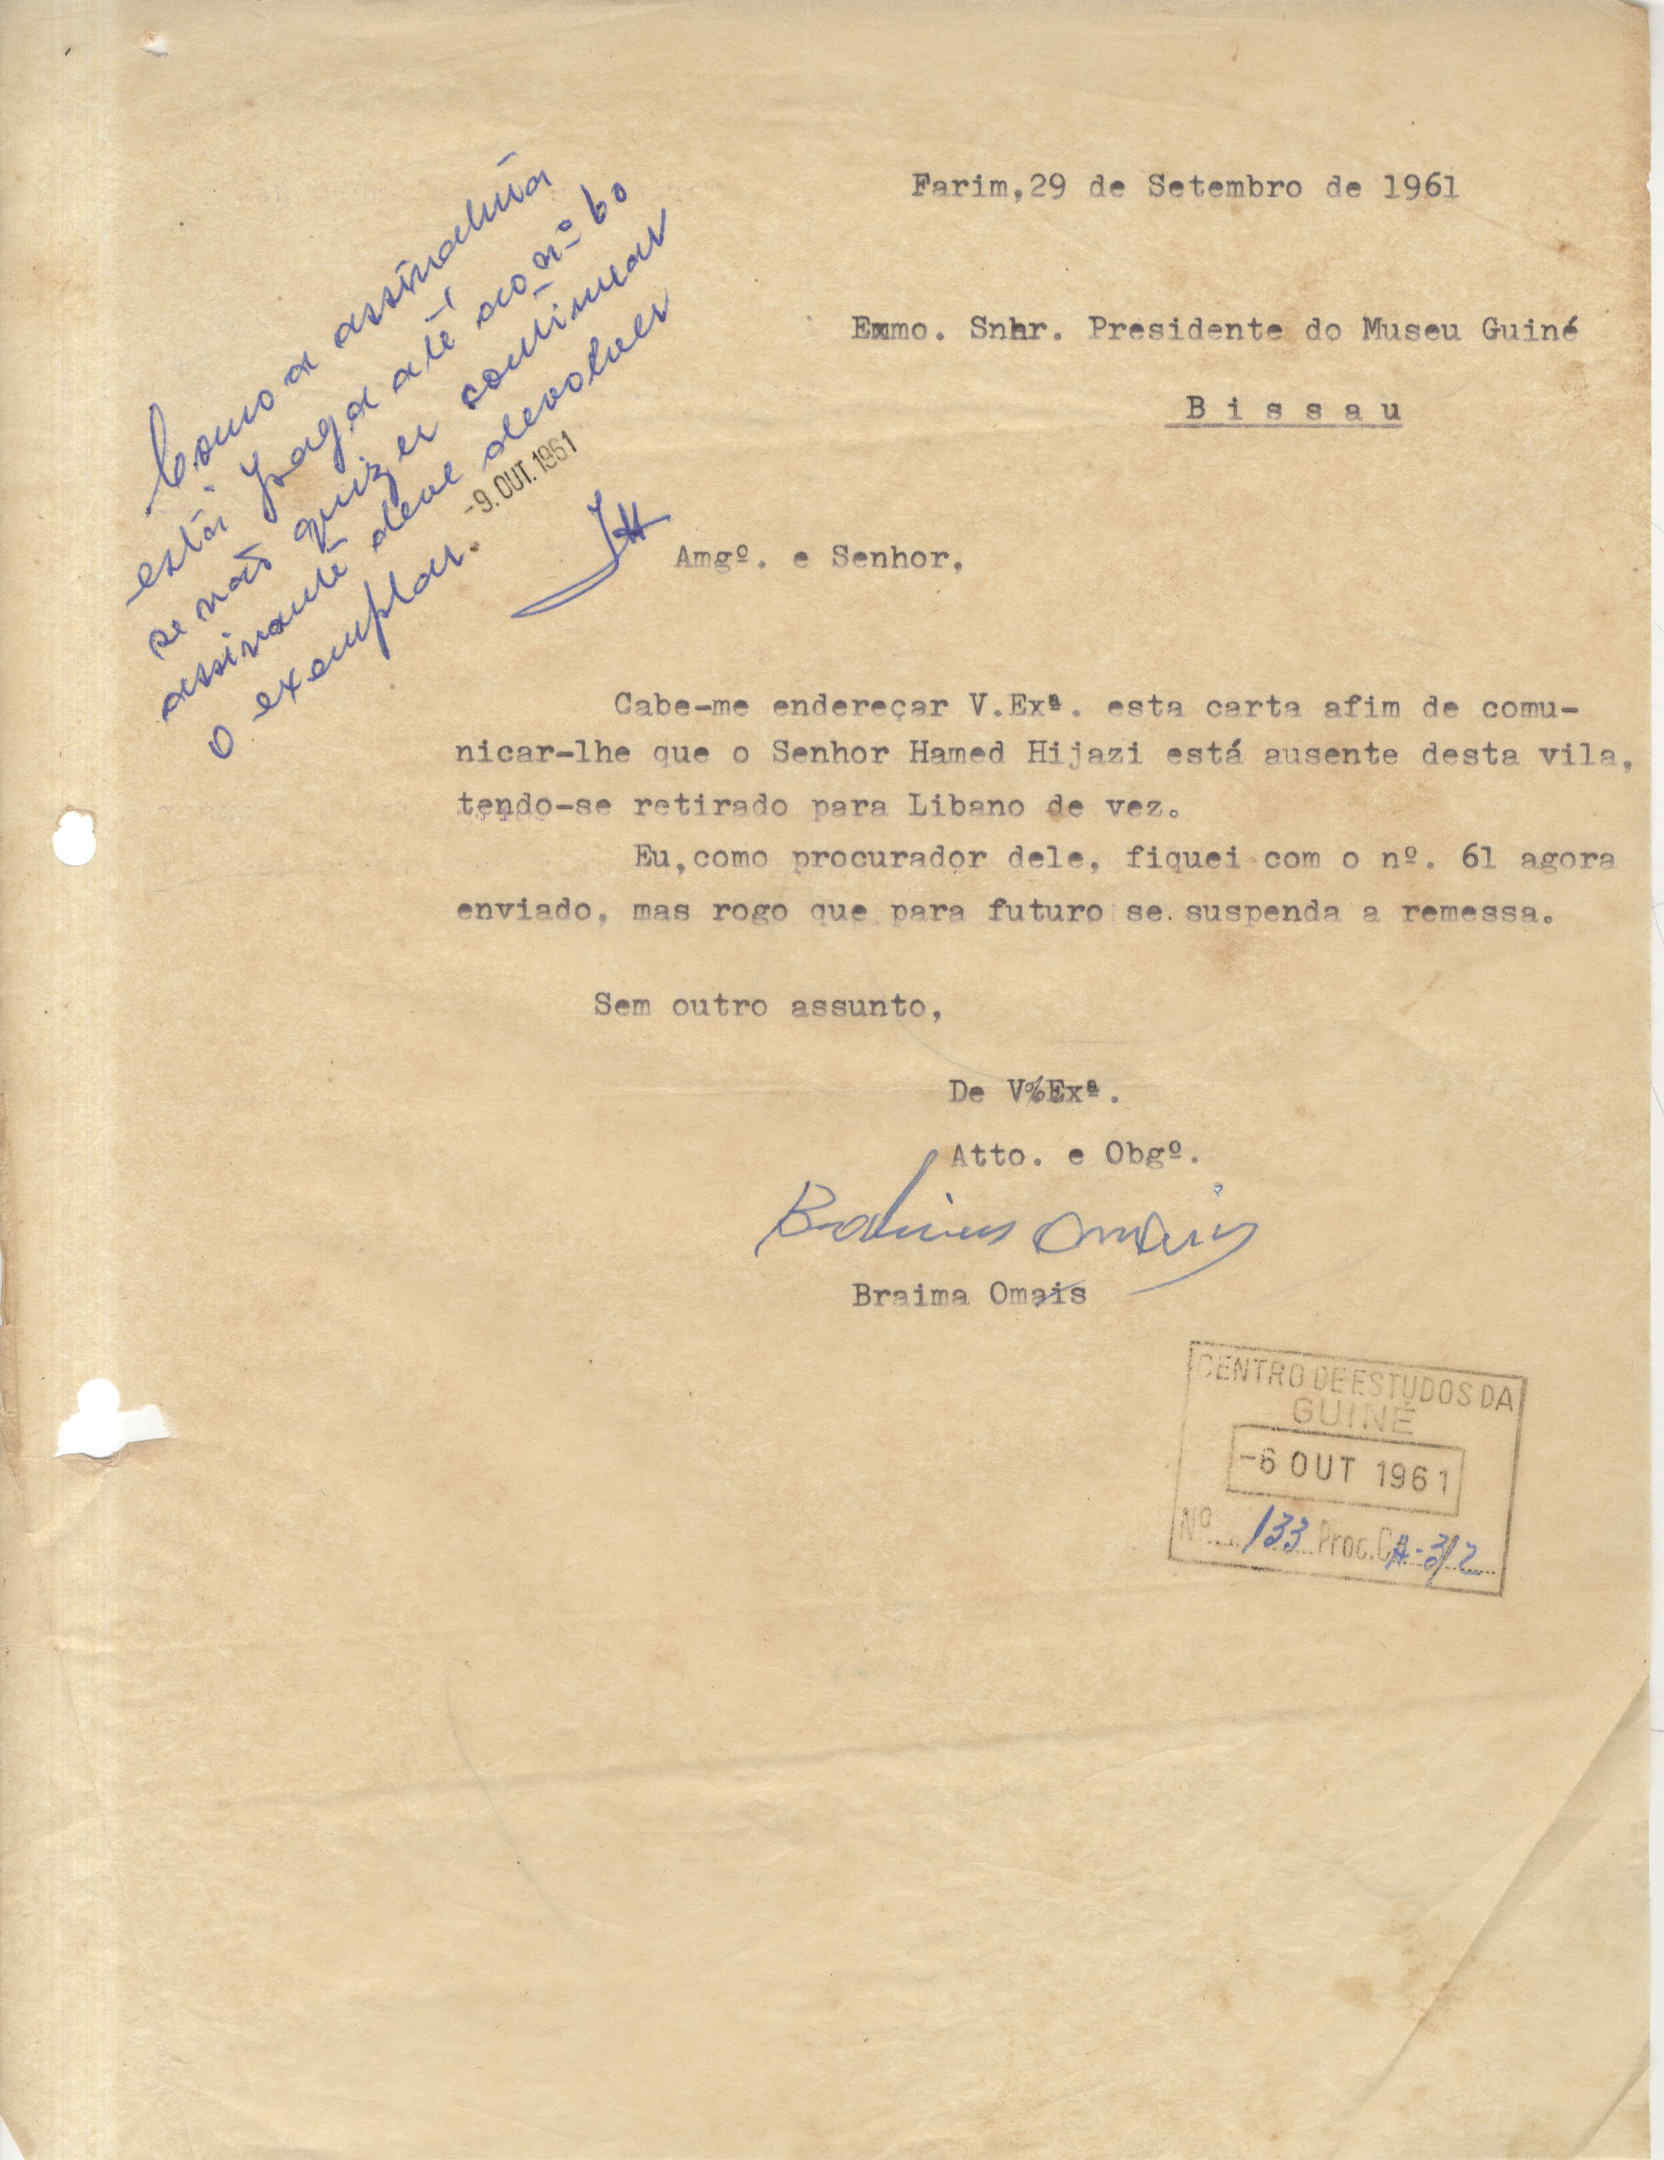 Farim,29 de Setembro de 1961
Exmo. Snhr. Presidente do Museu Guiné
B i s s a u
Como a assinatura
está paga até ao nº 60
se não quizer continuar
assinante deve devolver
o exemplar.
-9. OUT. 1961
Amgº. e Senhor,
Cabe-me endereçar V.Exª. esta carta afim de comu-
nicar-lhe que o Senhor Hamed Hijazi está ausente desta vila,
tendo-se retirado para Libano de vez.
Eu,como procurador dele, fiquei com o nº. 61 agora
enviado, mas rogo que para futuro se suspenda a remessa.
Sem outro assunto,
De V%Exª.
Atto. e Obgº.
Braima Omais
Braima Omais
CENTRO DE ESTUDOS DA
GUINÉ
-6 OUT 1961
Nº 133 Proc. CA-3/2